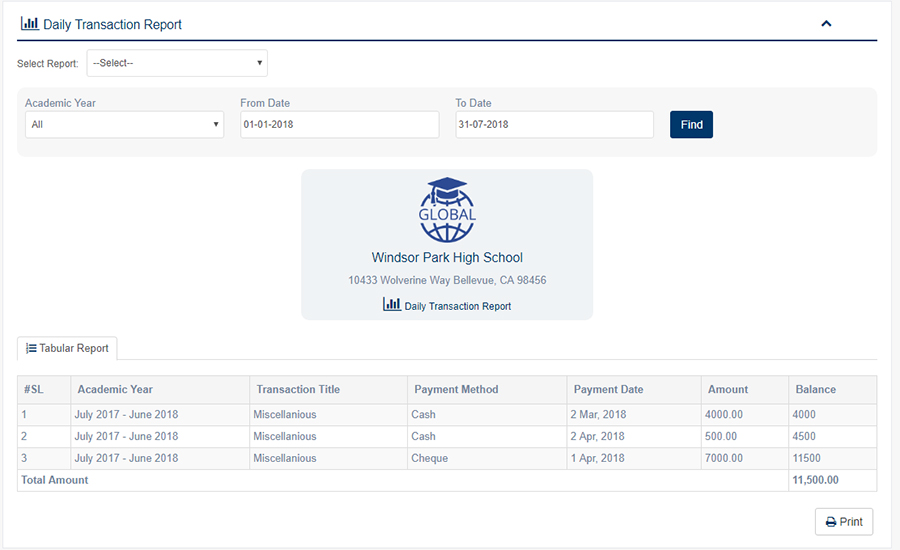 Daily Transaction Report
Select Report: --Select--
Academic Year From Date To Date
All 01-01-2018 31-07-2018 Find
GLOBAL
Windsor Park High School
10433 Wolverine Way Bellevue, CA 98456
Daily Transaction Report
Tabular Report
#SL Academic Year Transaction Title Payment Method Payment Date Amount Balance
1 July 2017 - June 2018 Miscellanious Cash 2 Mar, 2018 4000.00 4000
2 July 2017 - June 2018 Miscellanious Cash 2 Apr, 2018 500.00 4500
3 July 2017 - June 2018 Miscellanious Cheque 1 Apr, 2018 7000.00 11500
Total Amount 11,500.00
Print